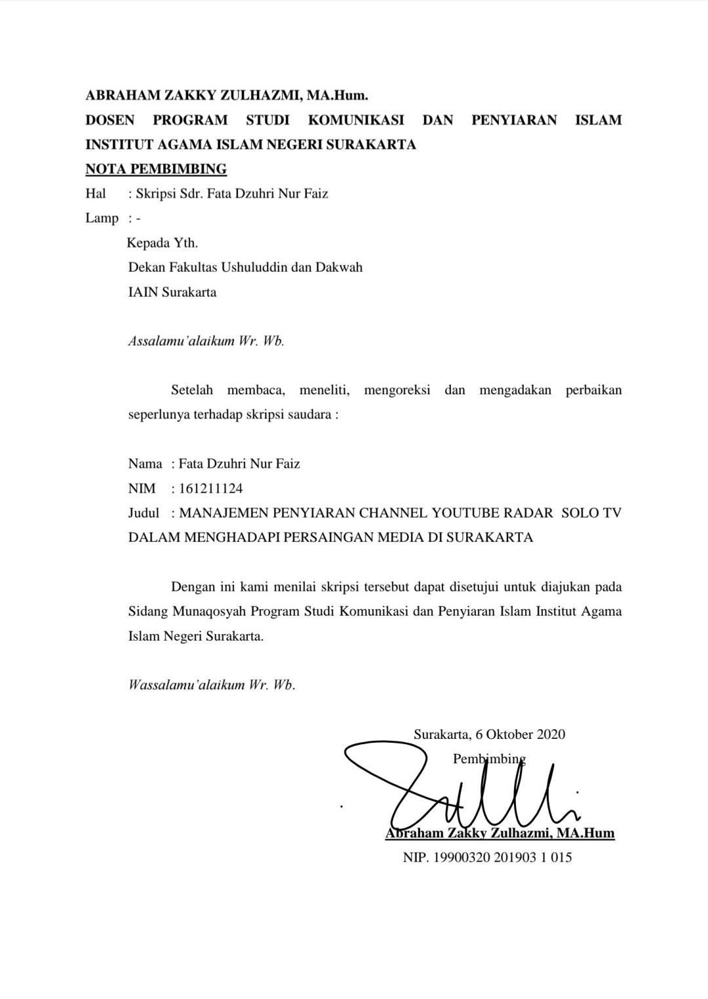 ABRAHAM ZAKKY ZULHAZMI, MA.Hum.
DOSEN PROGRAM STUDI KOMUNIKASI DAN PENYIARAN ISLAM
INSTITUT AGAMA ISLAM NEGERI SURAKARTA
NOTA PEMBIMBING
Hal : Skripsi Sdr. Fata Dzuhri Nur Faiz
Lamp : -
Kepada Yth.
Dekan Fakultas Ushuluddin dan Dakwah
IAIN Surakarta
Assalamu’alaikum Wr. Wb.
Setelah membaca, meneliti, mengoreksi dan mengadakan perbaikan
seperlunya terhadap skripsi saudara :
Nama : Fata Dzuhri Nur Faiz
NIM : 161211124
Judul : MANAJEMEN PENYIARAN CHANNEL YOUTUBE RADAR SOLO TV
DALAM MENGHADAPI PERSAINGAN MEDIA DI SURAKARTA
Dengan ini kami menilai skripsi tersebut dapat disetujui untuk diajukan pada
Sidang Munaqosyah Program Studi Komunikasi dan Penyiaran Islam Institut Agama
Islam Negeri Surakarta.
Wassalamu’alaikum Wr. Wb.
Surakarta, 6 Oktober 2020
Pembimbing
Abraham Zakky Zulhazmi, MA.Hum
NIP. 19900320 201903 1 015